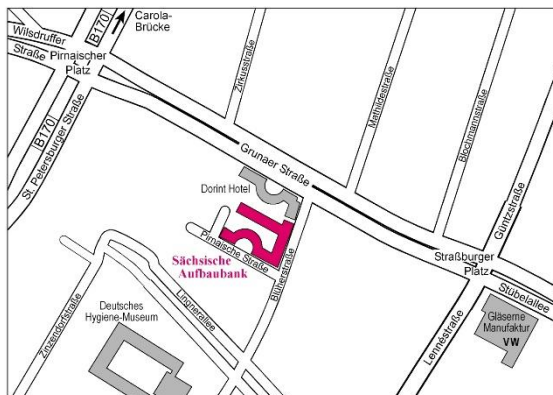 Carola-
Brücke
Wilsdruffer
Straße
B170
Pirnaischer
Platz
B170
St. Petersburger Straße
Zirkusstraße
Mathildestraße
Blochmannstraße
Güntzstraße
Grunaer Straße
Dorint Hotel
Pirnaische Straße
Sächsische
Aufbaubank
Blüherstraße
Straßburger
Platz
Stübelallee
Zinzendorfstraße
Lingnerallee
Deutsches
Hygiene-Museum
Lennéstraße
Gläserne
Manufaktur
VW